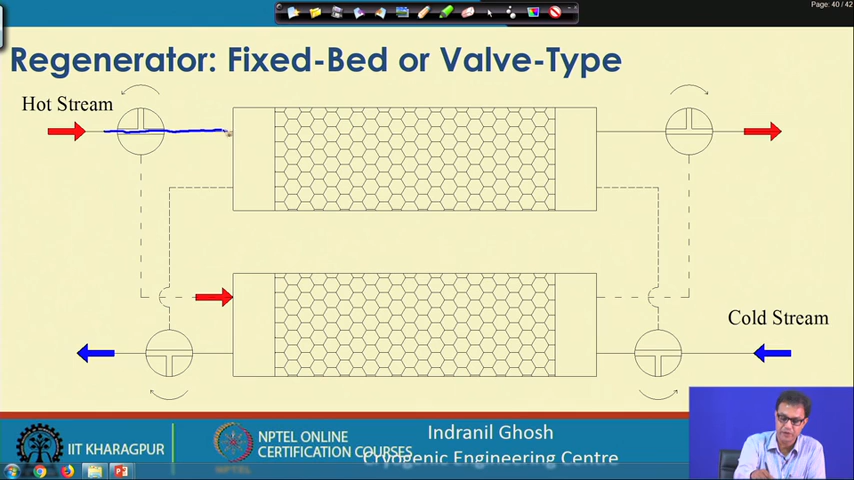 Page: 40 / 42
Regenerator: Fixed-Bed or Valve-Type
Hot Stream
Cold Stream
IIT KHARAGPUR
NPTEL ONLINE
CERTIFICATION COURSES
Indranil Ghosh
Cryogenic Engineering Centre